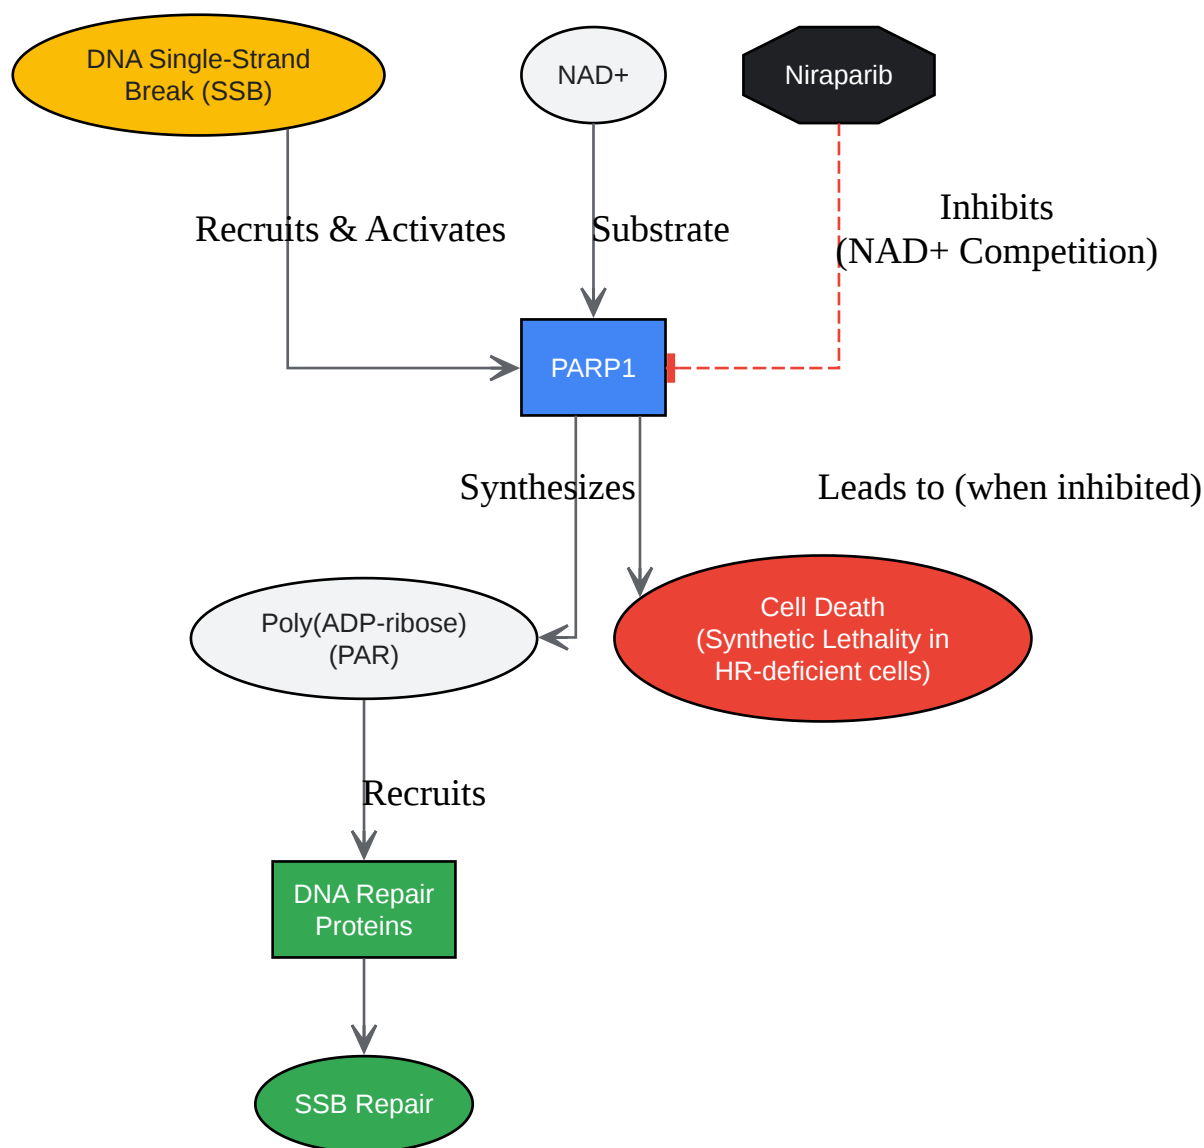 DNA Single-Strand
Break (SSB)
NAD+
Niraparib
Recruits & Activates
Substrate
Inhibits
(NAD+ Competition)
PARP1
Synthesizes
Leads to (when inhibited)
Poly(ADP-ribose)
(PAR)
Cell Death
(Synthetic Lethality in
HR-deficient cells)
Recruits
DNA Repair
Proteins
SSB Repair